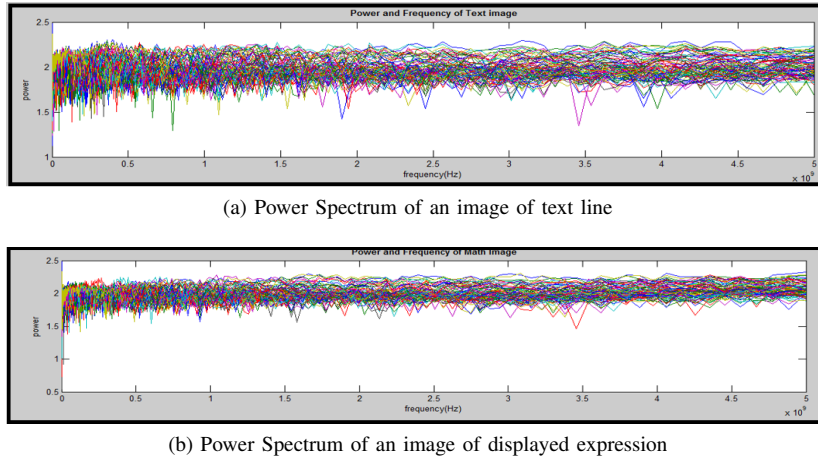 Power and Frequency of Text image
2.5
2
1.5
1
power
0 0.5 1 1.5 2 2.5 3 3.5 4 4.5 5
frequency(Hz)
x 10^9
(a) Power Spectrum of an image of text line
Power and Frequency of Math Image
2.5
2
1.5
1
0.5
power
0 0.5 1 1.5 2 2.5 3 3.5 4 4.5 5
frequency(Hz)
x 10^9
(b) Power Spectrum of an image of displayed expression